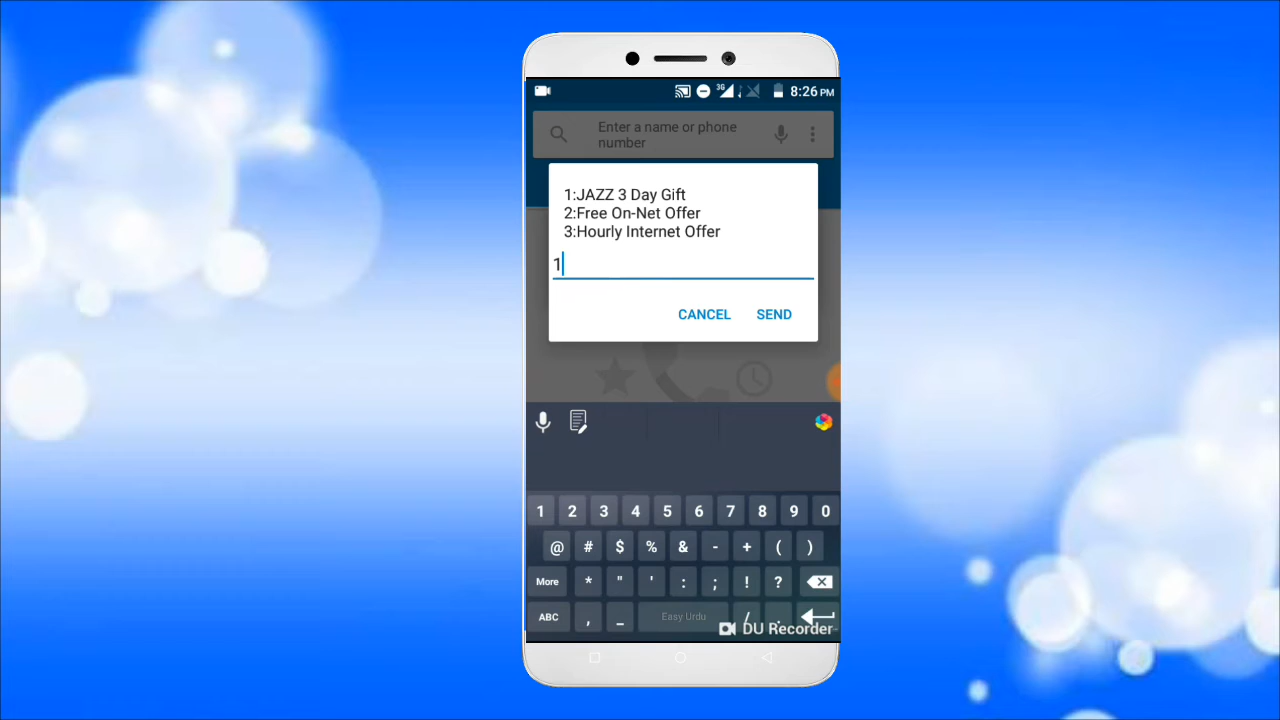 3G 8:26 PM
Enter a name or phone
number
1:JAZZ 3 Day Gift
2:Free On-Net Offer
3:Hourly Internet Offer
1
CANCEL SEND
1 2 3 4 5 6 7 8 9 0
@ # $ % & - + ( )
More * " ' : ; ! ?
ABC , _ Easy Urdu / .
DU Recorder